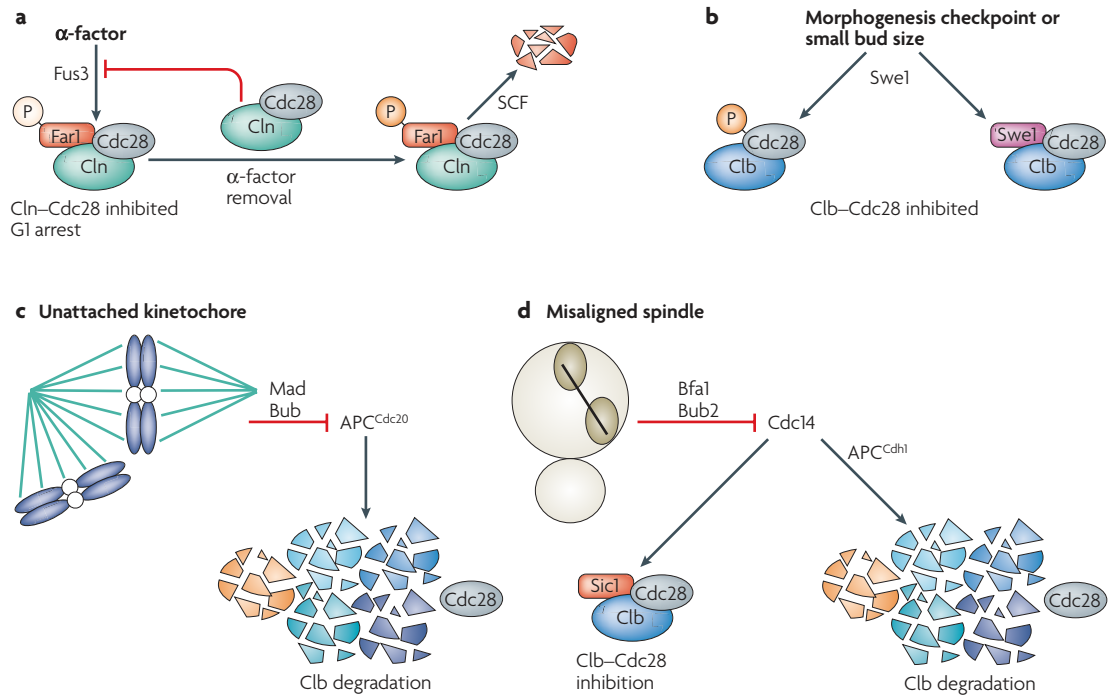 a
α-factor
Fus3
P
Far1
Cdc28
Cln
Cdc28
Cln
α-factor
removal
P
Far1
Cdc28
Cln
SCF
Cln–Cdc28 inhibited
G1 arrest
b
Morphogenesis checkpoint or
small bud size
Swe1
P
Cdc28
Clb
Swe1
Cdc28
Clb
Clb–Cdc28 inhibited
c Unattached kinetochore
Mad
Bub
APC^Cdc20
Cdc28
Clb degradation
d Misaligned spindle
Bfa1
Bub2
Cdc14
APC^Cdh1
Sic1
Cdc28
Clb
Clb–Cdc28
inhibition
Cdc28
Clb degradation